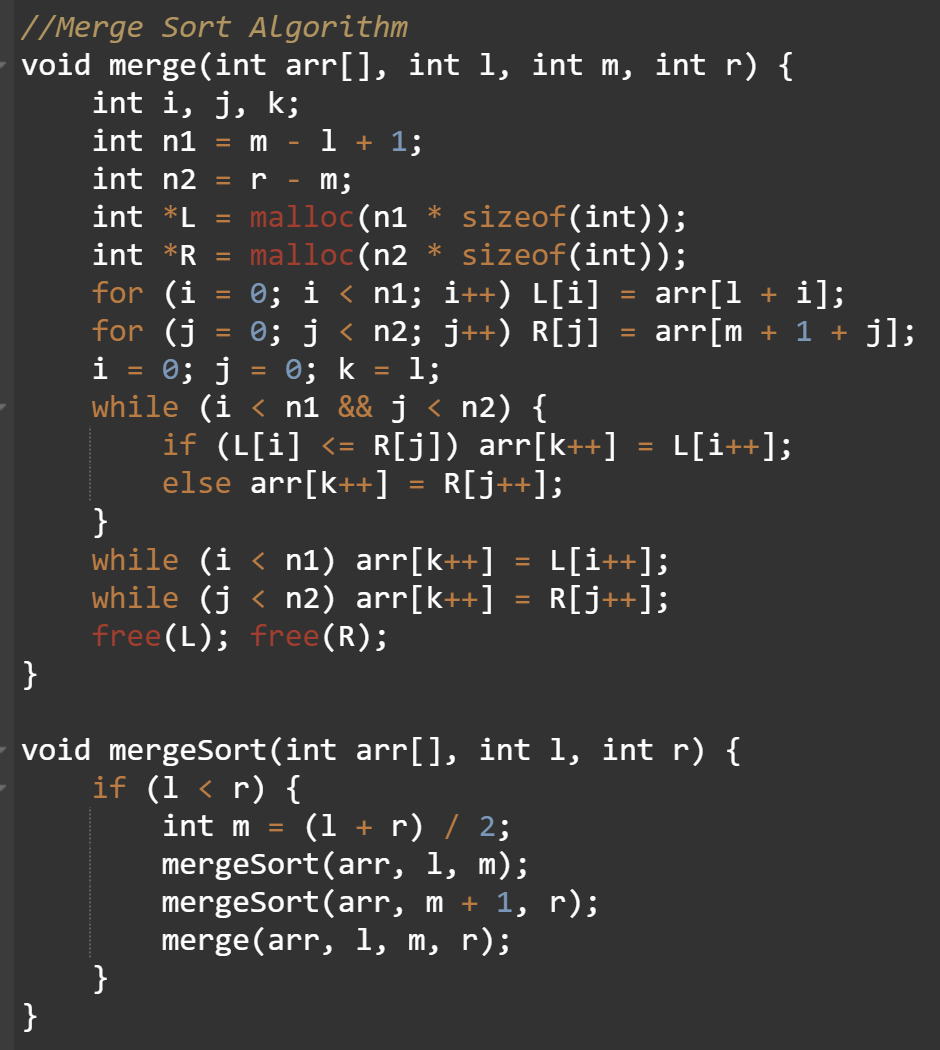 //Merge Sort Algorithm
void merge(int arr[], int l, int m, int r) {
    int i, j, k;
    int n1 = m - l + 1;
    int n2 = r - m;
    int *L = malloc(n1 * sizeof(int));
    int *R = malloc(n2 * sizeof(int));
    for (i = 0; i < n1; i++) L[i] = arr[l + i];
    for (j = 0; j < n2; j++) R[j] = arr[m + 1 + j];
    i = 0; j = 0; k = l;
    while (i < n1 && j < n2) {
        if (L[i] <= R[j]) arr[k++] = L[i++];
        else arr[k++] = R[j++];
    }
    while (i < n1) arr[k++] = L[i++];
    while (j < n2) arr[k++] = R[j++];
    free(L); free(R);
}

void mergeSort(int arr[], int l, int r) {
    if (l < r) {
        int m = (l + r) / 2;
        mergeSort(arr, l, m);
        mergeSort(arr, m + 1, r);
        merge(arr, l, m, r);
    }
}